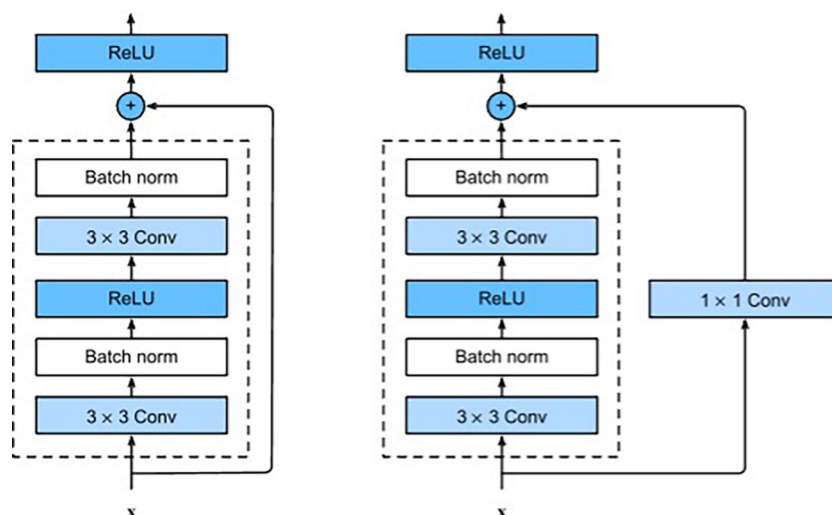 ReLU
+
Batch norm
3 × 3 Conv
ReLU
Batch norm
3 × 3 Conv
x
ReLU
+
Batch norm
3 × 3 Conv
ReLU
Batch norm
3 × 3 Conv
1 × 1 Conv
x